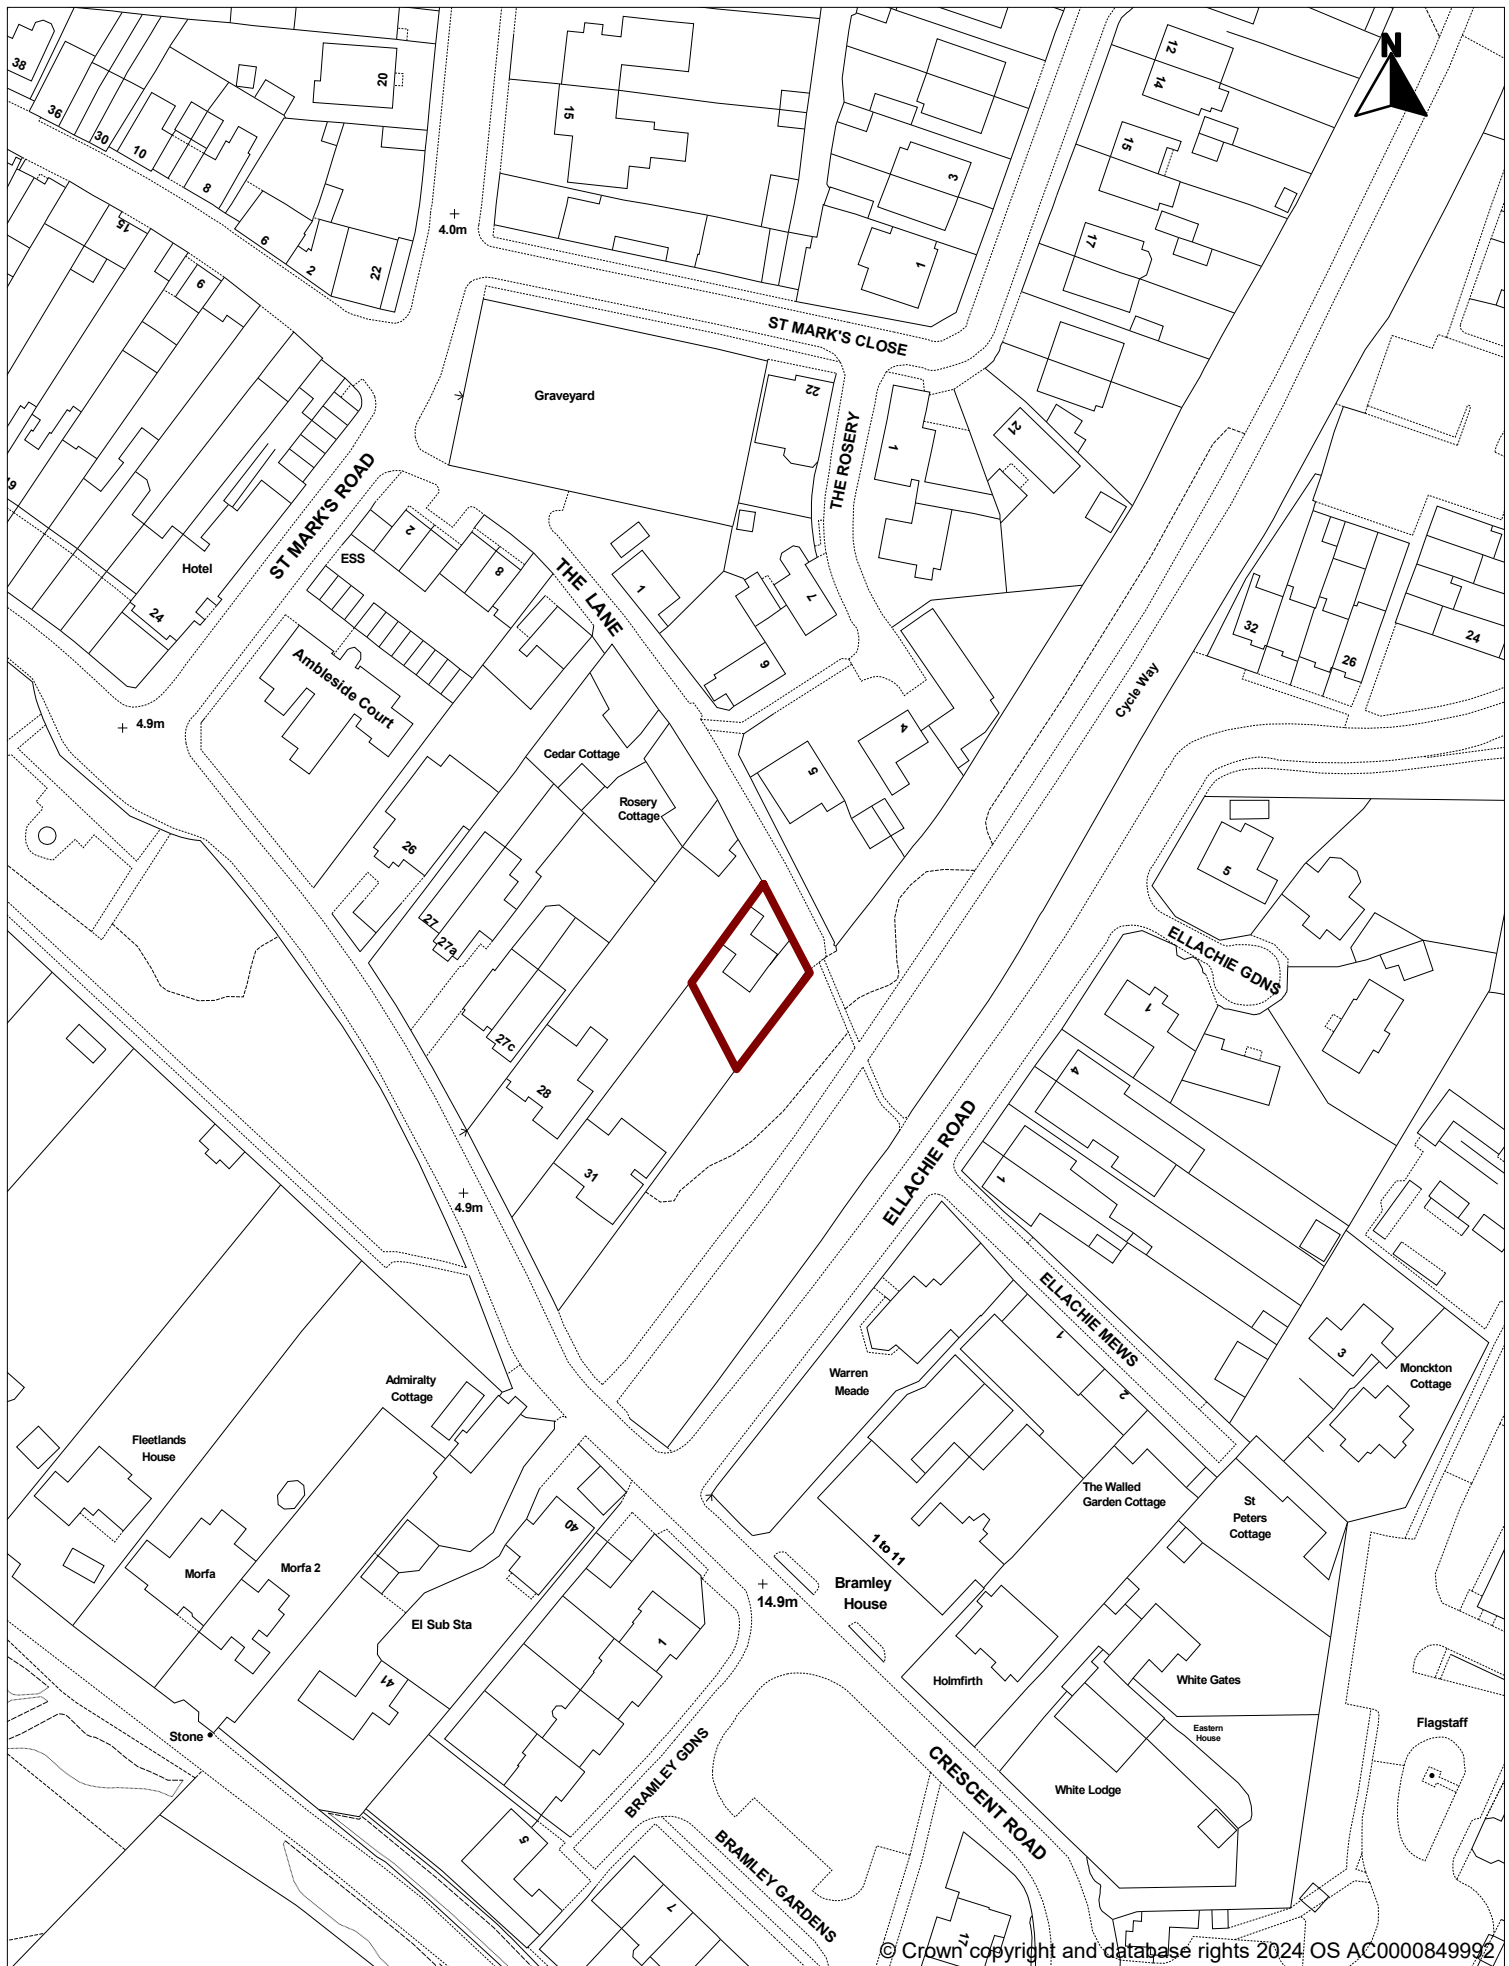 N
38
36
30
10
8
6
2
22
20
15
15
6
19
4.0m
15
3
1
12
14
15
17
21
ST MARK'S CLOSE
Graveyard
22
THE ROSERY
1
ST MARK'S ROAD
Hotel
24
ESS
2
8
THE LANE
1
7
6
32
26
24
Ambleside Court
4.9m
Cycle Way
Cedar Cottage
4
5
Rosery
Cottage
26
27
27a
27c
28
31
5
ELLACHIE GDNS
1
4
1
ELLACHIE ROAD
4.9m
ELLACHIE MEWS
1
2
3
Monckton
Cottage
Warren
Meade
Admiralty
Cottage
Fleetlands
House
The Walled
Garden Cottage
St
Peters
Cottage
40
1 to 11
Morfa
Morfa 2
14.9m
Bramley
House
El Sub Sta
1
41
Holmfirth
White Gates
Eastern
House
Flagstaff
Stone
BRAMLEY GDNS
CRESCENT ROAD
White Lodge
5
BRAMLEY GARDENS
7
17
© Crown copyright and database rights 2024 OS AC0000849992